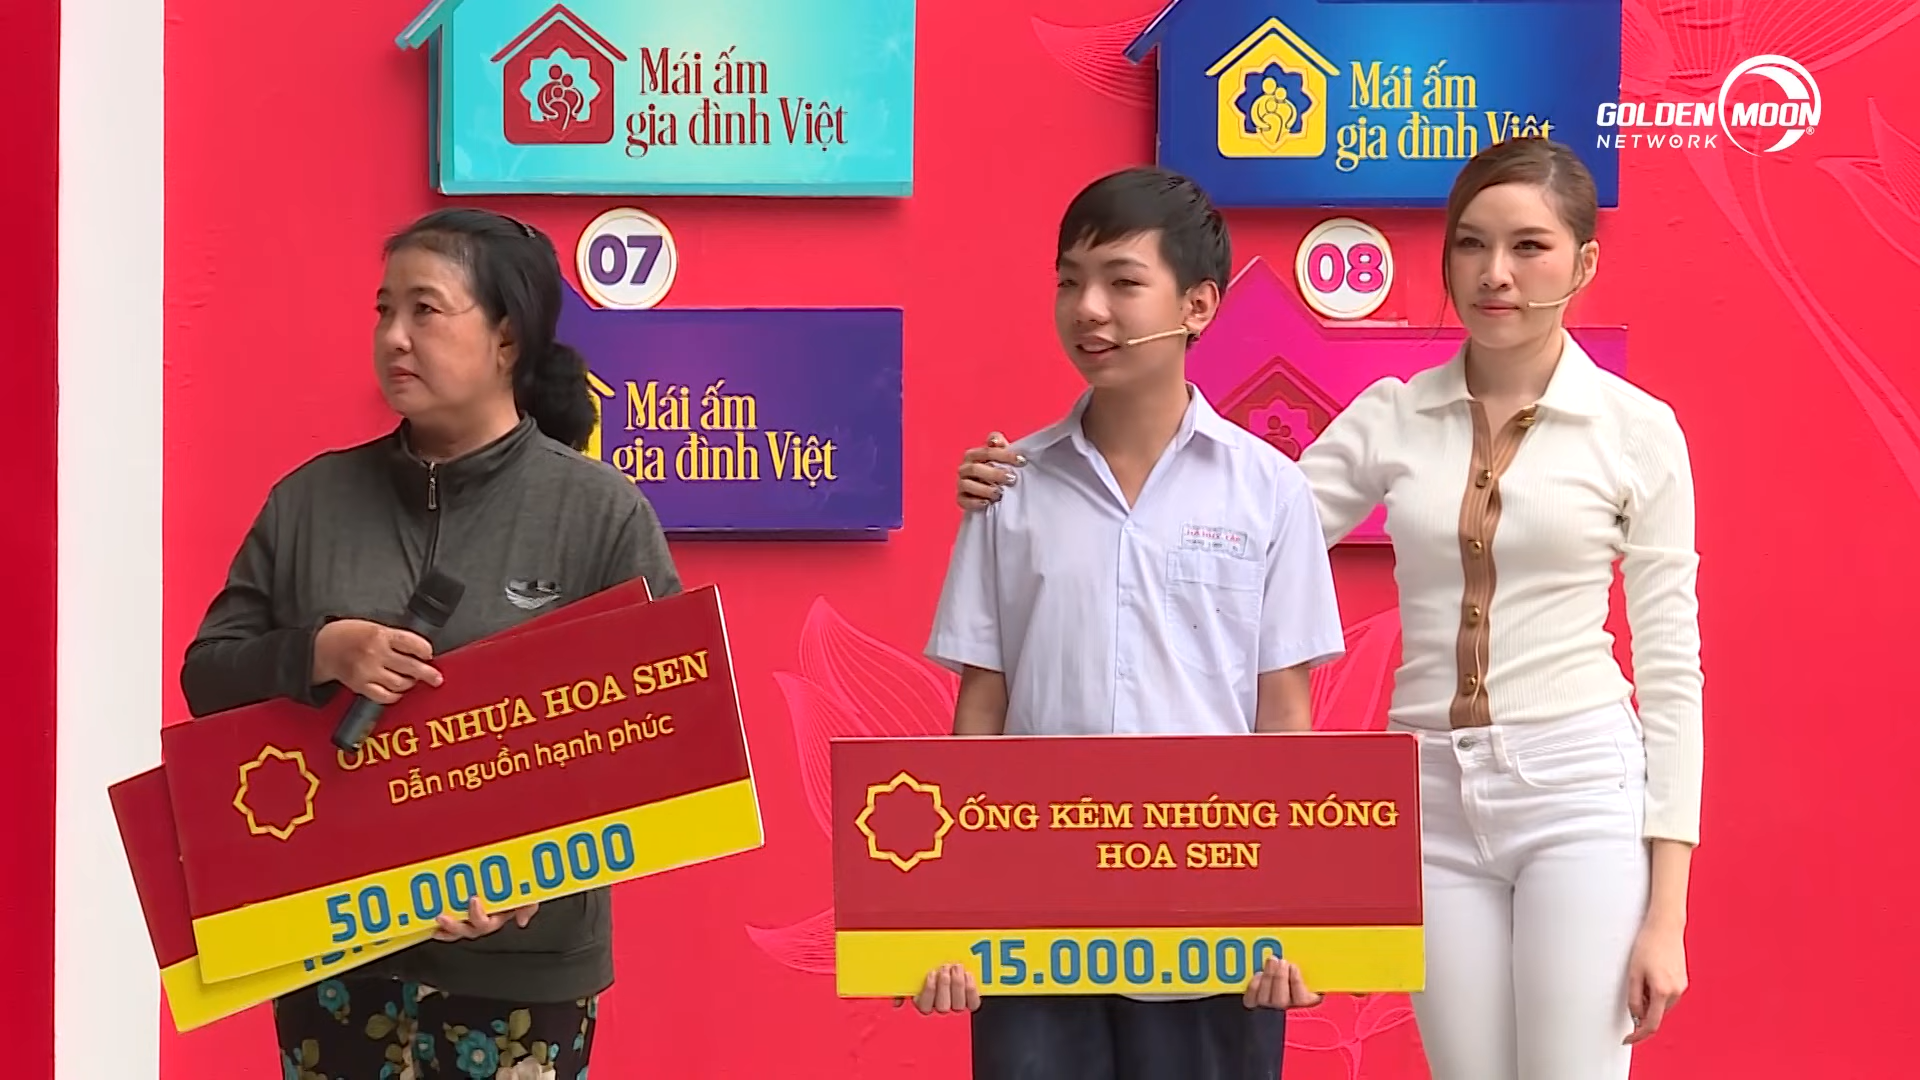 Mái ấm
gia đình Việt
Mái ấm
gia đình Việt
GOLDEN MOON
NETWORK
07
08
Mái ấm
gia đình Việt
ỐNG NHỰA HOA SEN
Dẫn nguồn hạnh phúc
50.000.000
ỐNG KẼM NHÚNG NÓNG
HOA SEN
15.000.000